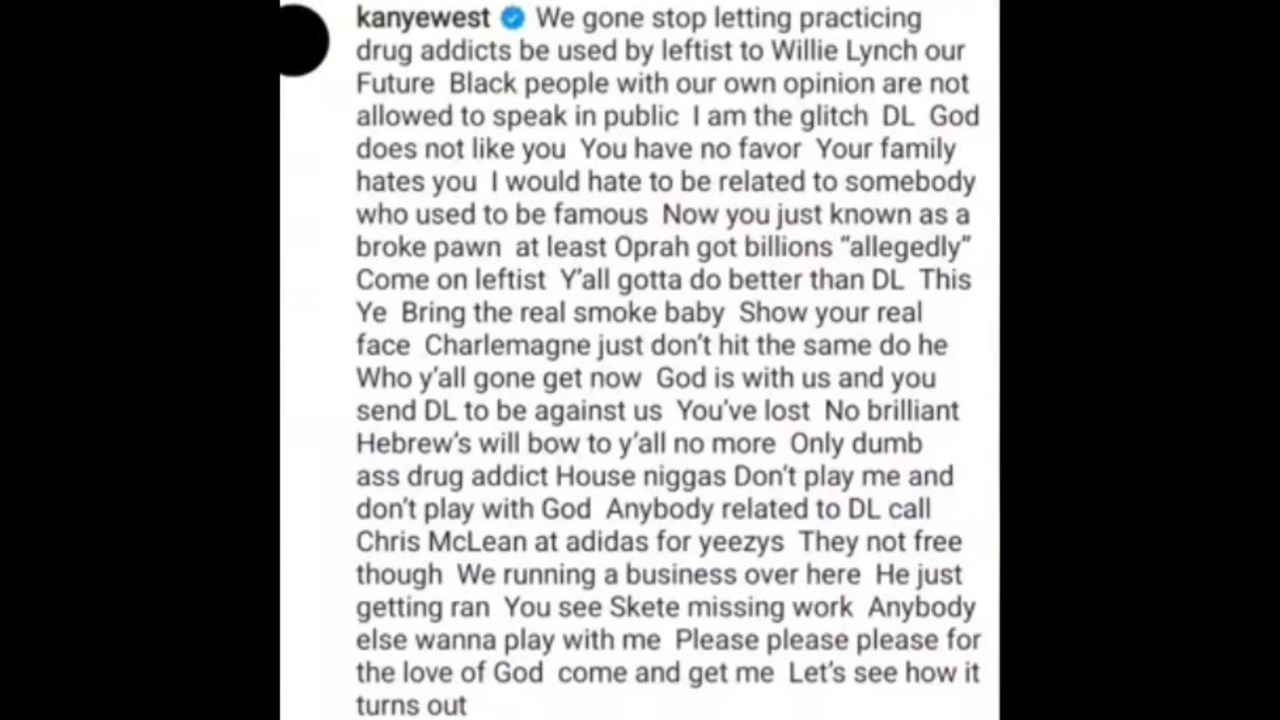 kanyewest We gone stop letting practicing
drug addicts be used by leftist to Willie Lynch our
Future  Black people with our own opinion are not
allowed to speak in public  I am the glitch  DL  God
does not like you  You have no favor  Your family
hates you  I would hate to be related to somebody
who used to be famous  Now you just known as a
broke pawn  at least Oprah got billions “allegedly”
Come on leftist  Y’all gotta do better than DL  This
Ye  Bring the real smoke baby  Show your real
face  Charlemagne just don’t hit the same do he
Who y’all gone get now  God is with us and you
send DL to be against us  You’ve lost  No brilliant
Hebrew’s will bow to y’all no more  Only dumb
ass drug addict House niggas Don’t play me and
don’t play with God  Anybody related to DL call
Chris McLean at adidas for yeezys  They not free
though  We running a business over here  He just
getting ran  You see Skete missing work  Anybody
else wanna play with me  Please please please for
the love of God  come and get me  Let’s see how it
turns out